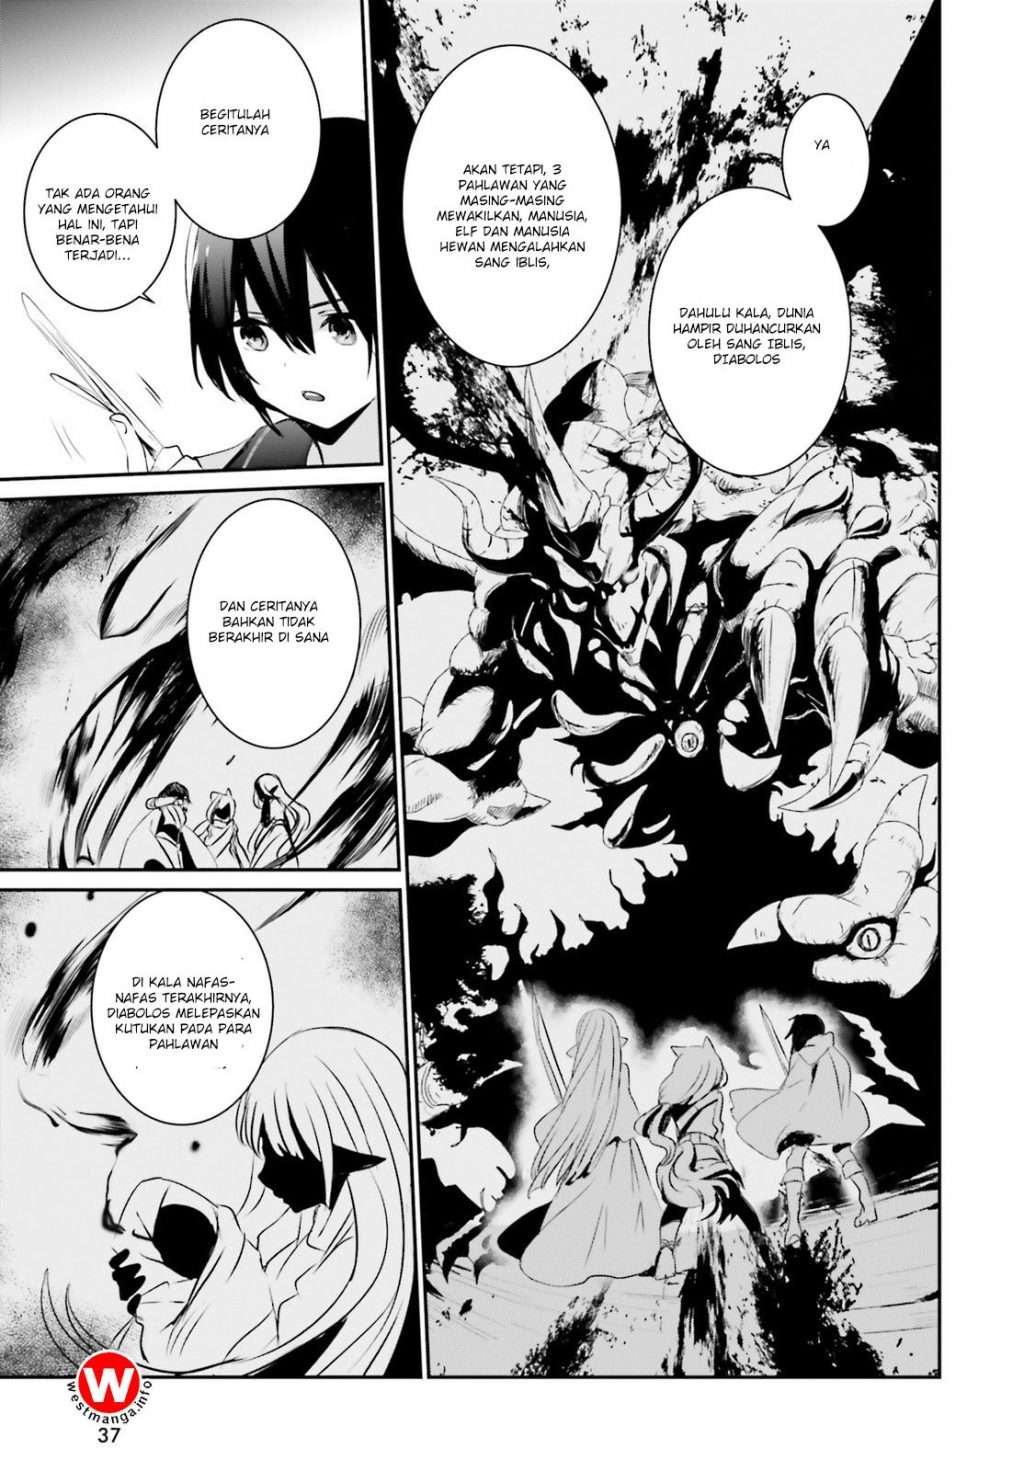 YA
DAHULU KALA, DUNIA
HAMPIR DUHANCURKAN
OLEH SANG IBLIS,
DIABOLOS
AKAN TETAPI, 3
PAHLAWAN YANG
MASING-MASING
MEWAKILKAN, MANUSIA,
ELF DAN MANUSIA
HEWAN MENGALAHKAN
SANG IBLIS,
BEGITULAH
CERITANYA
TAK ADA ORANG
YANG MENGETAHUI
HAL INI, TAPI
BENAR-BENA
TERJADI...
DAN CERITANYA
BAHKAN TIDAK
BERAKHIR DI SANA
DI KALA NAFAS-
NAFAS TERAKHIRNYA,
DIABOLOS MELEPASKAN
KUTUKAN PADA PARA
PAHLAWAN
W
westmanga.info
37